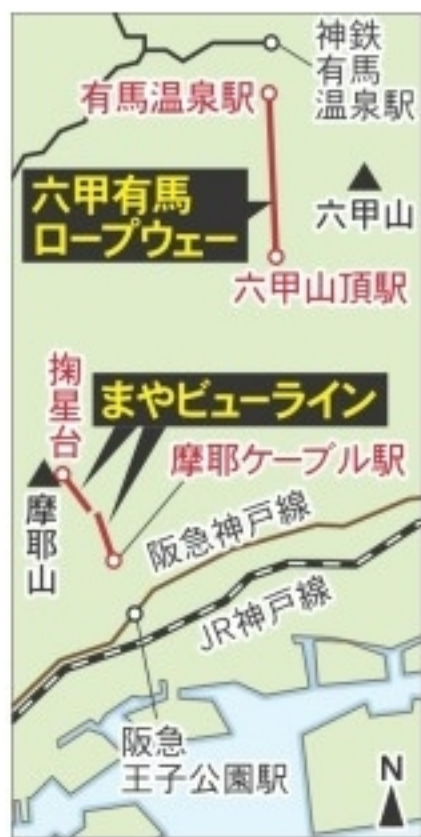 神鉄
有馬
温泉駅
有馬温泉駅
六甲有馬
ロープウェー
六甲山
六甲山頂駅
掬星台
まやビューライン
摩耶ケーブル駅
摩耶山
阪急神戸線
JR神戸線
阪急
王子公園駅
N